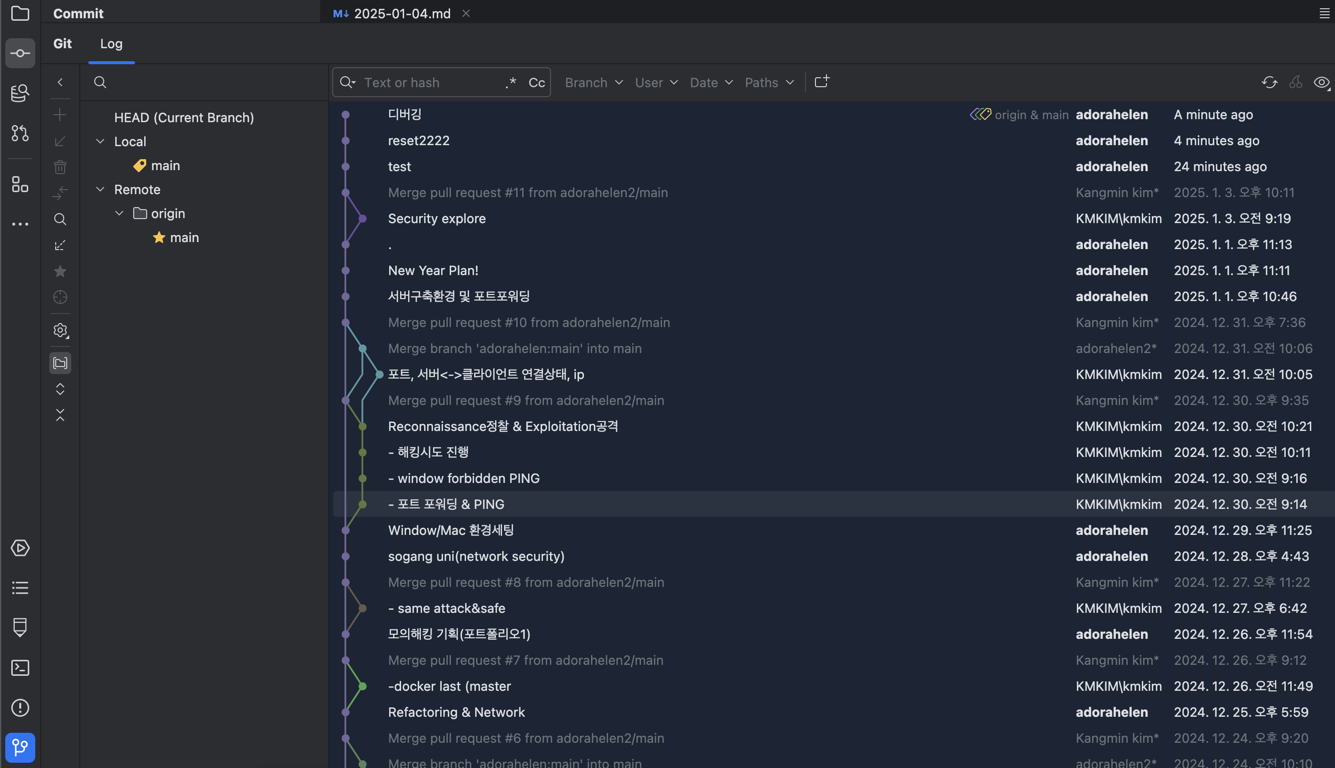 Commit
M↓ 2025-01-04.md
Git Log
Text or hash .* Cc Branch User Date Paths
HEAD (Current Branch)
Local
main
Remote
origin
main
디버깅 origin & main adorahelen A minute ago
reset2222 adorahelen 4 minutes ago
test adorahelen 24 minutes ago
Merge pull request #11 from adorahelen2/main Kangmin kim* 2025. 1. 3. 오후 10:11
Security explore KMKIM\kmkim 2025. 1. 3. 오전 9:19
. adorahelen 2025. 1. 1. 오후 11:13
New Year Plan! adorahelen 2025. 1. 1. 오후 11:11
서버구축환경 및 포트포워딩 adorahelen 2025. 1. 1. 오후 10:46
Merge pull request #10 from adorahelen2/main Kangmin kim* 2024. 12. 31. 오후 7:36
Merge branch 'adorahelen:main' into main adorahelen2* 2024. 12. 31. 오전 10:06
포트, 서버<->클라이언트 연결상태, ip KMKIM\kmkim 2024. 12. 31. 오전 10:05
Merge pull request #9 from adorahelen2/main Kangmin kim* 2024. 12. 30. 오후 9:35
Reconnaissance정찰 & Exploitation공격 KMKIM\kmkim 2024. 12. 30. 오전 10:21
- 해킹시도 진행 KMKIM\kmkim 2024. 12. 30. 오전 10:11
- window forbidden PING KMKIM\kmkim 2024. 12. 30. 오전 9:16
- 포트 포워딩 & PING KMKIM\kmkim 2024. 12. 30. 오전 9:14
Window/Mac 환경세팅 adorahelen 2024. 12. 29. 오후 11:25
sogang uni(network security) adorahelen 2024. 12. 28. 오후 4:43
Merge pull request #8 from adorahelen2/main Kangmin kim* 2024. 12. 27. 오후 11:22
- same attack&safe KMKIM\kmkim 2024. 12. 27. 오후 6:42
모의해킹 기획(포트폴리오1) adorahelen 2024. 12. 26. 오후 11:54
Merge pull request #7 from adorahelen2/main Kangmin kim* 2024. 12. 26. 오후 9:12
-docker last (master KMKIM\kmkim 2024. 12. 26. 오전 11:49
Refactoring & Network adorahelen 2024. 12. 25. 오후 5:59
Merge pull request #6 from adorahelen2/main Kangmin kim* 2024. 12. 24. 오후 9:20
Merge branch 'adorahelen:main' into main adorahelen2* 2024. 12. 24. 오전 10:10